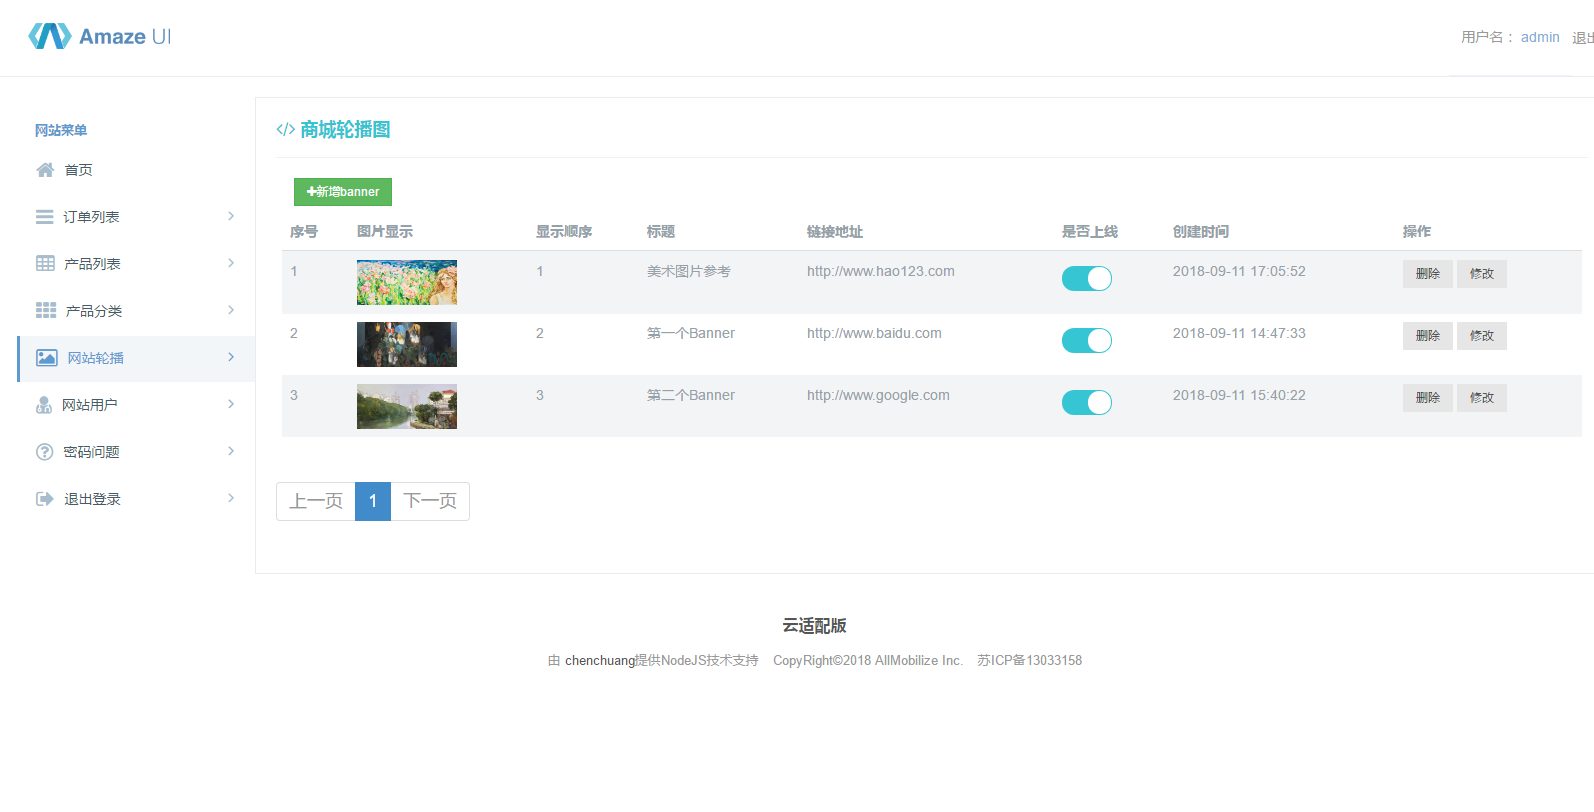 Amaze UI
用户名： admin 退出
网站菜单
首页
订单列表
产品列表
产品分类
网站轮播
网站用户
密码问题
退出登录
</> 商城轮播图
+新增banner
序号 图片显示 显示顺序 标题 链接地址 是否上线 创建时间 操作
1 1 美术图片参考 http://www.hao123.com 2018-09-11 17:05:52 删除 修改
2 2 第一个Banner http://www.baidu.com 2018-09-11 14:47:33 删除 修改
3 3 第二个Banner http://www.google.com 2018-09-11 15:40:22 删除 修改
上一页 1 下一页
云适配版
由 chenchuang提供NodeJS技术支持 CopyRight©2018 AllMobilize Inc. 苏ICP备13033158